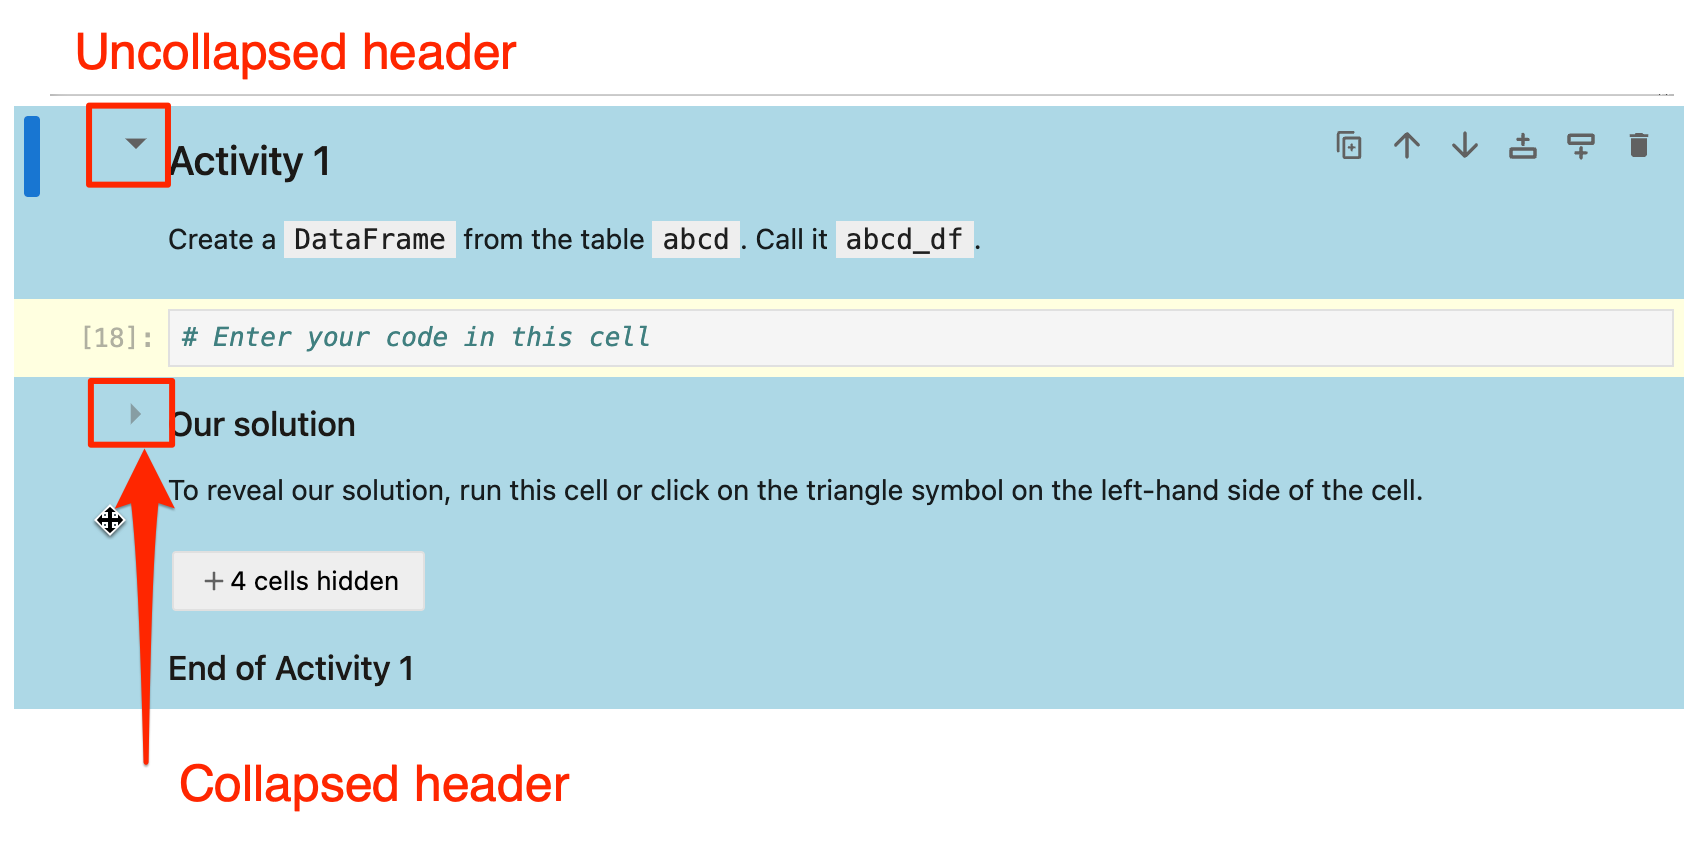 Uncollapsed header
Activity 1
Create a DataFrame from the table abcd. Call it abcd_df.
[18]: # Enter your code in this cell
Our solution
To reveal our solution, run this cell or click on the triangle symbol on the left-hand side of the cell.
+ 4 cells hidden
End of Activity 1
Collapsed header